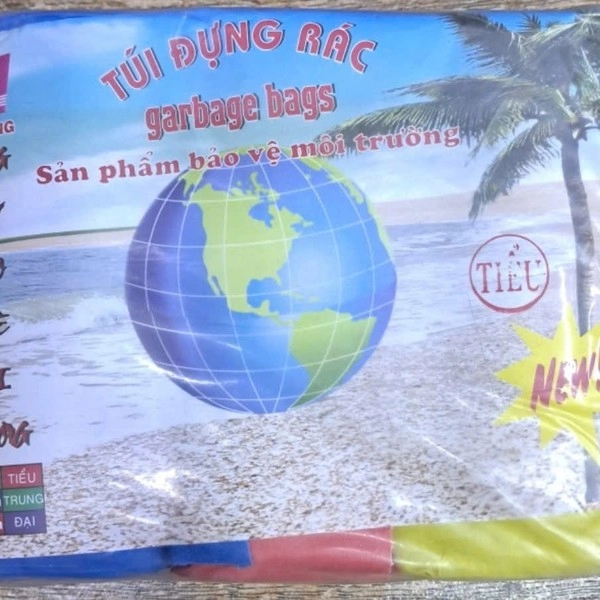 TÚI ĐỰNG RÁC
garbage bags
Sản phẩm bảo vệ môi trường
TIỂU
NEW
TIỂU
TRUNG
ĐẠI